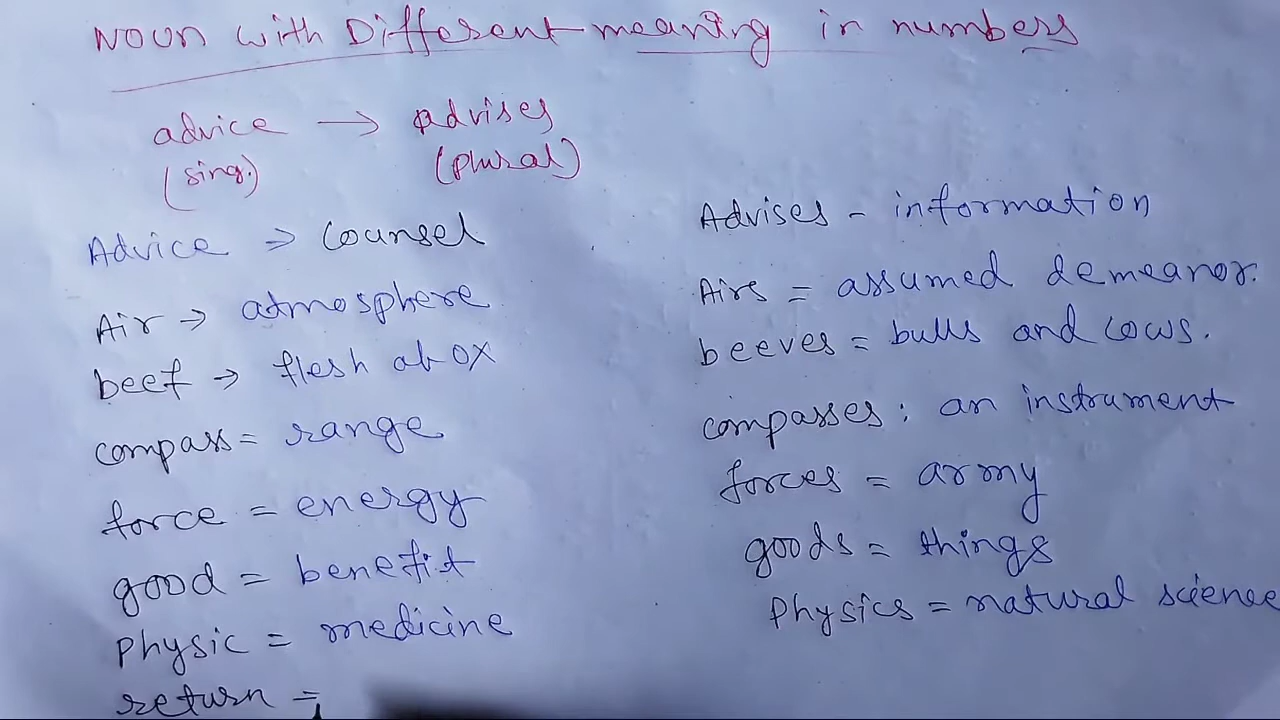 Noun with Different meaning in numbers
advice → advises
(sing.) (plural)
Advice → Counsel
Advises - information
Air → atmosphere
Airs = assumed demeanor.
beef → flesh of ox
beeves = bulls and cows.
compass = range
compasses: an instrument
force = energy
forces = army
good = benefit
goods = things
Physic = medicine
Physics = natural science
return =